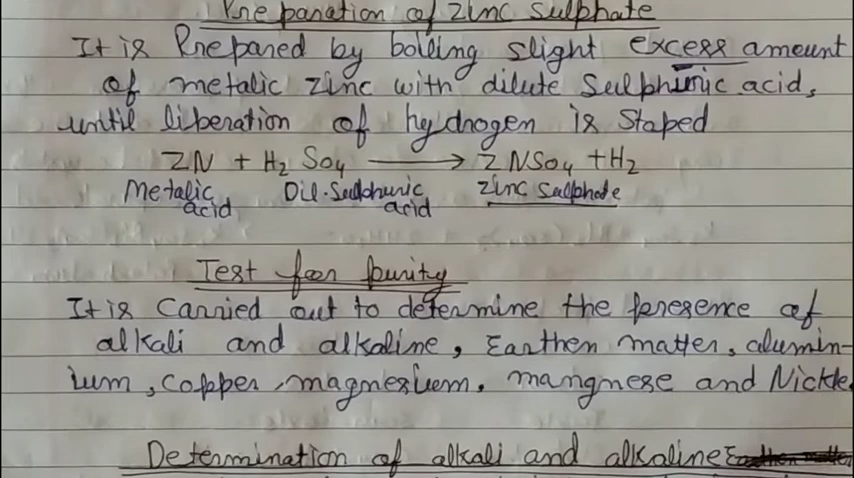 Preparation of Zinc Sulphate
It is Prepared by boiling slight excess amount
of metalic zinc with dilute Sulphuric acid,
until liberation of hydrogen is Staped
ZN + H₂ SO₄ → ZNSO₄ + H₂
Metalic acid Dil. Sulphuric acid Zinc Sulphate
Test for purity
It is Carried out to determine the presence of
alkali and alkaline, Earthen matter, alumin-
ium, copper, magnesium, mangnese and Nickle.
Determination of alkali and alkaline